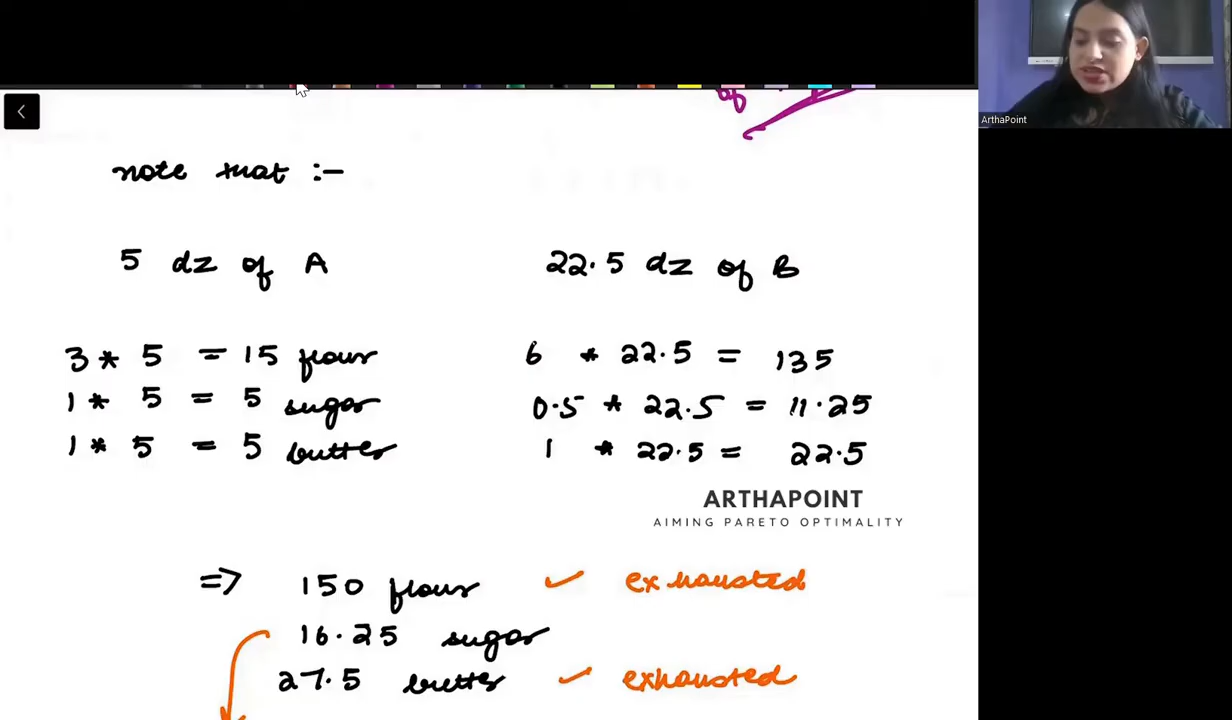 ArthaPoint
of
note that :-
5 dz of A
22.5 dz of B
3 * 5 = 15 flour
1 * 5 = 5 sugar
1 * 5 = 5 butter
6 * 22.5 = 135
0.5 * 22.5 = 11.25
1 * 22.5 = 22.5
ARTHAPOINT
AIMING PARETO OPTIMALITY
=> 150 flour ✓ exhausted
16.25 sugar
27.5 butter ✓ exhausted